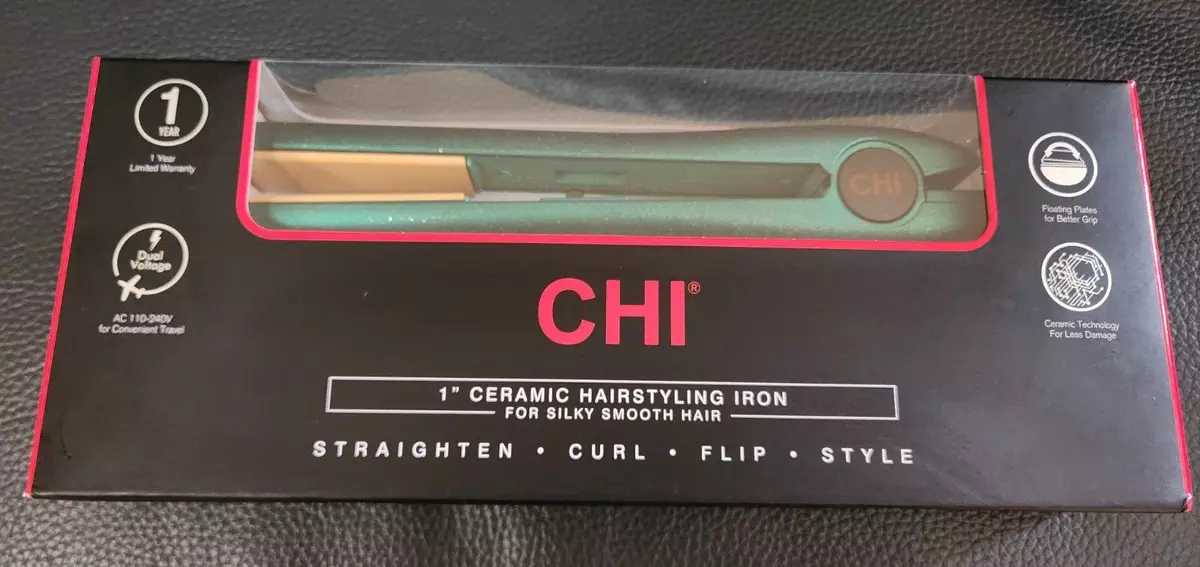 1
YEAR
1 Year
Limited Warranty
Dual
Voltage
AC 110-240V
for Convenient Travel
CHI
Floating Plates
for Better Grip
Ceramic Technology
For Less Damage
CHI®
1” CERAMIC HAIRSTYLING IRON
FOR SILKY SMOOTH HAIR
STRAIGHTEN • CURL • FLIP • STYLE